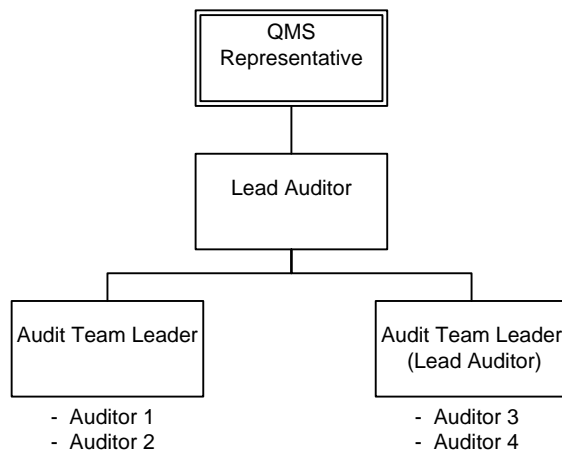 QMS
Representative
Lead Auditor
Audit Team Leader
Audit Team Leader
(Lead Auditor)
- Auditor 1
- Auditor 2
- Auditor 3
- Auditor 4